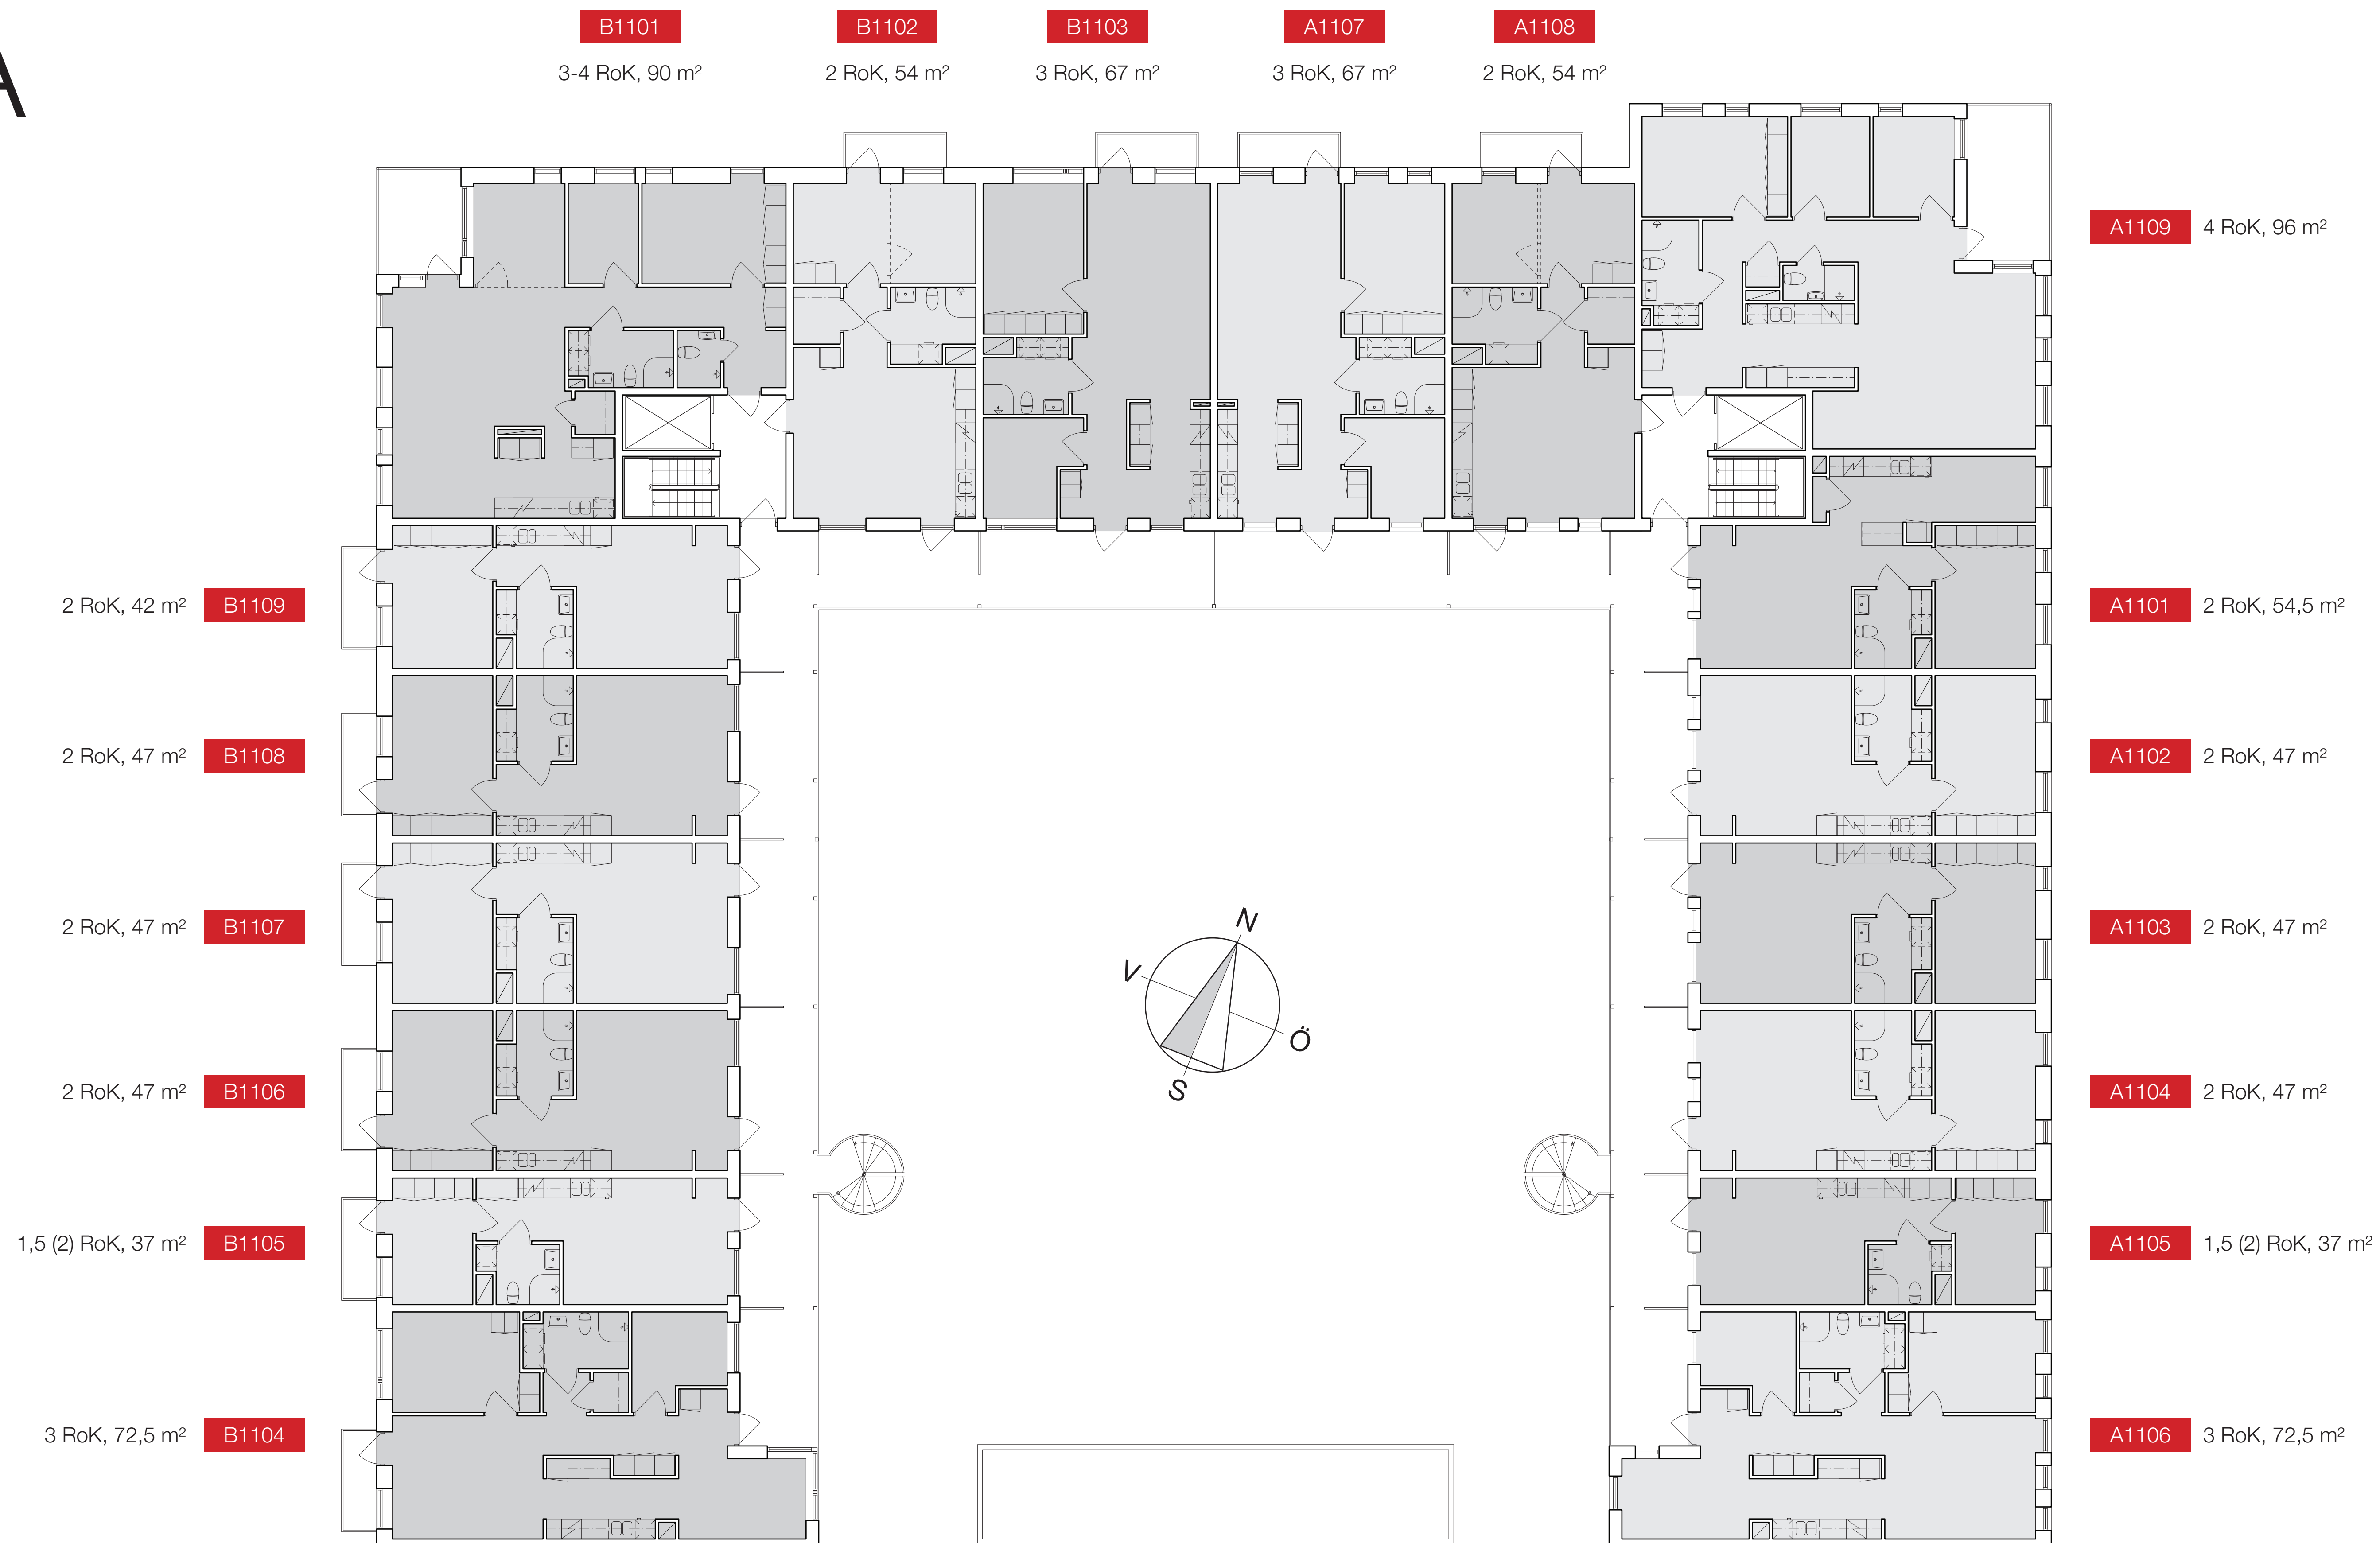 A
B1101
3-4 RoK, 90 m²
B1102
2 RoK, 54 m²
B1103
3 RoK, 67 m²
A1107
3 RoK, 67 m²
A1108
2 RoK, 54 m²
A1109 4 RoK, 96 m²
2 RoK, 42 m² B1109
A1101 2 RoK, 54,5 m²
2 RoK, 47 m² B1108
A1102 2 RoK, 47 m²
2 RoK, 47 m² B1107
A1103 2 RoK, 47 m²
N
V
Ö
S
2 RoK, 47 m² B1106
A1104 2 RoK, 47 m²
1,5 (2) RoK, 37 m² B1105
A1105 1,5 (2) RoK, 37 m²
3 RoK, 72,5 m² B1104
A1106 3 RoK, 72,5 m²